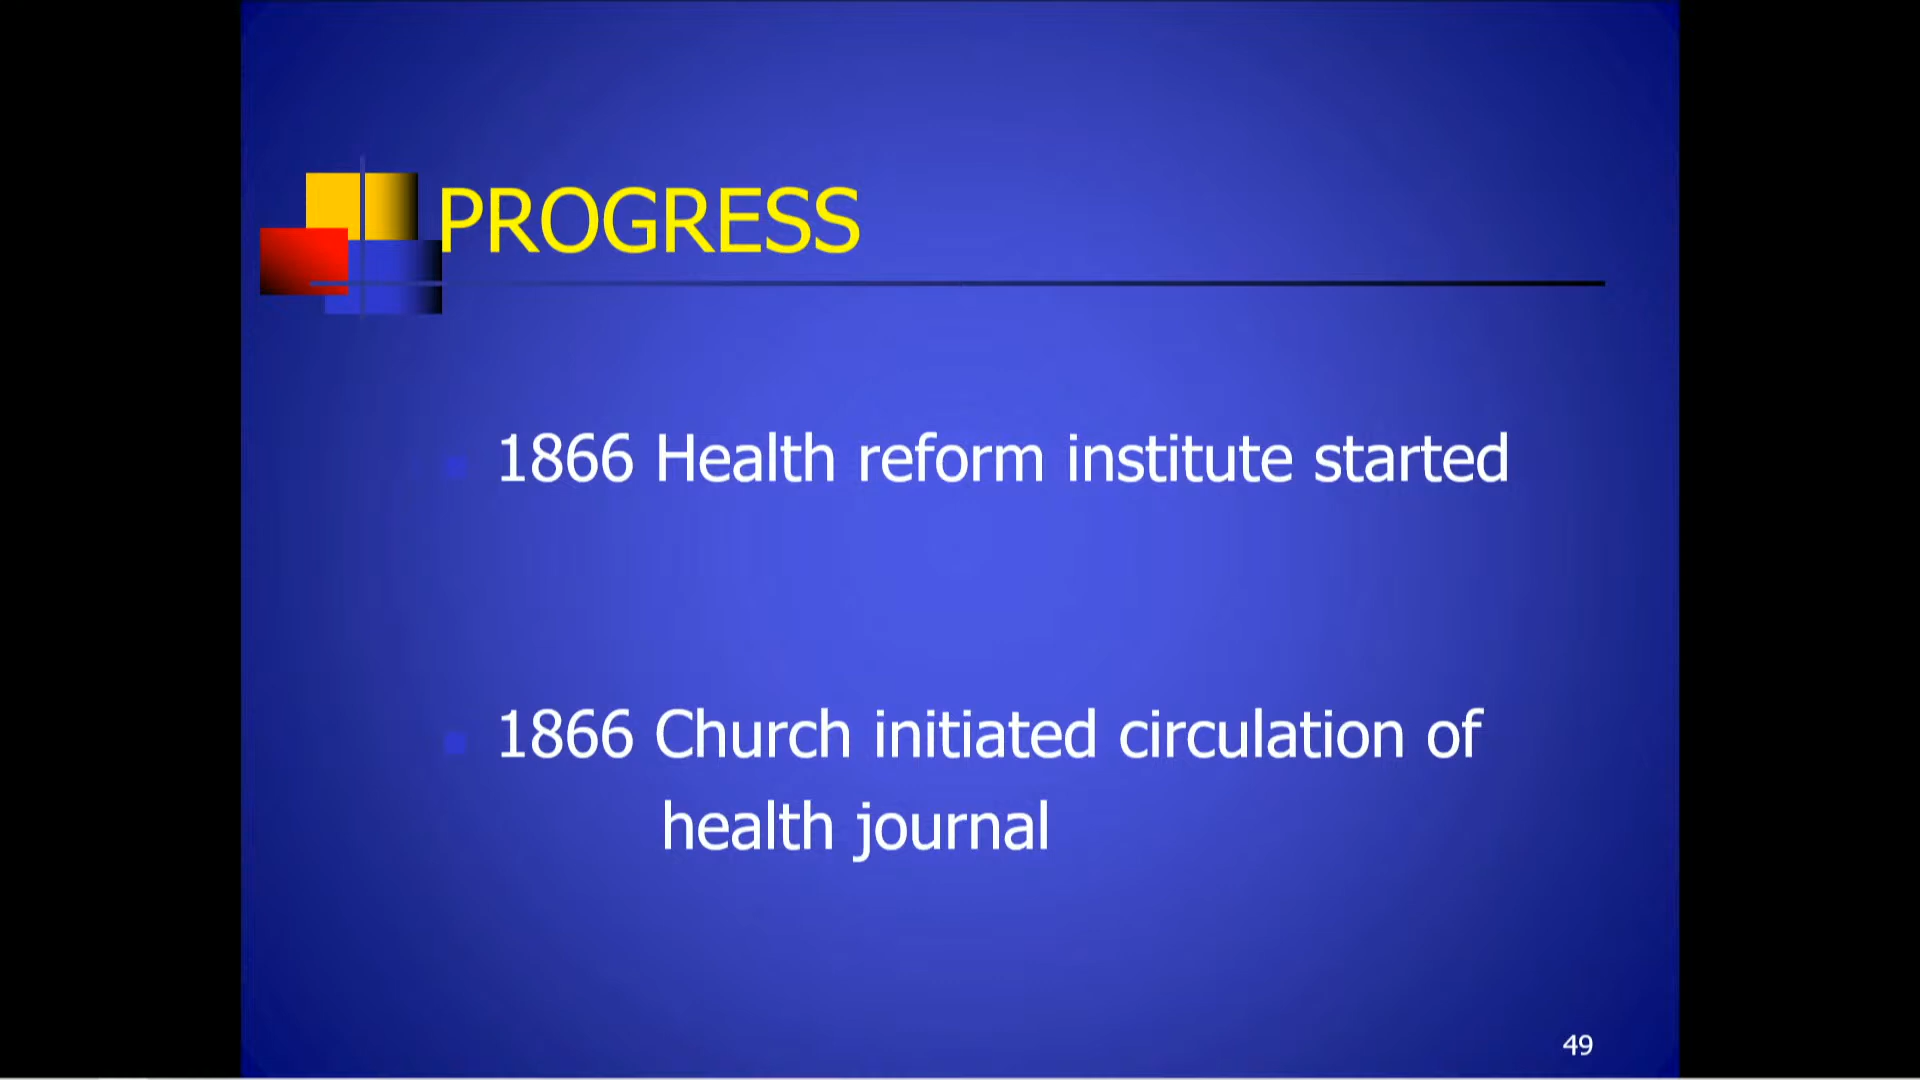 PROGRESS
1866 Health reform institute started
1866 Church initiated circulation of
health journal
49